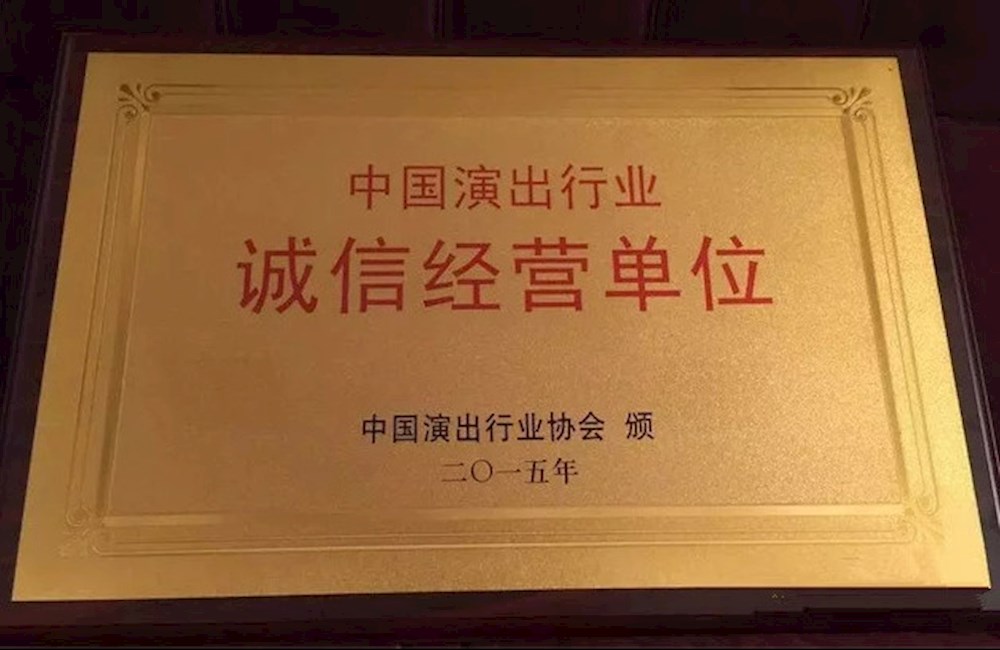 中国演出行业
诚信经营单位
中国演出行业协会 颁
二〇一五年